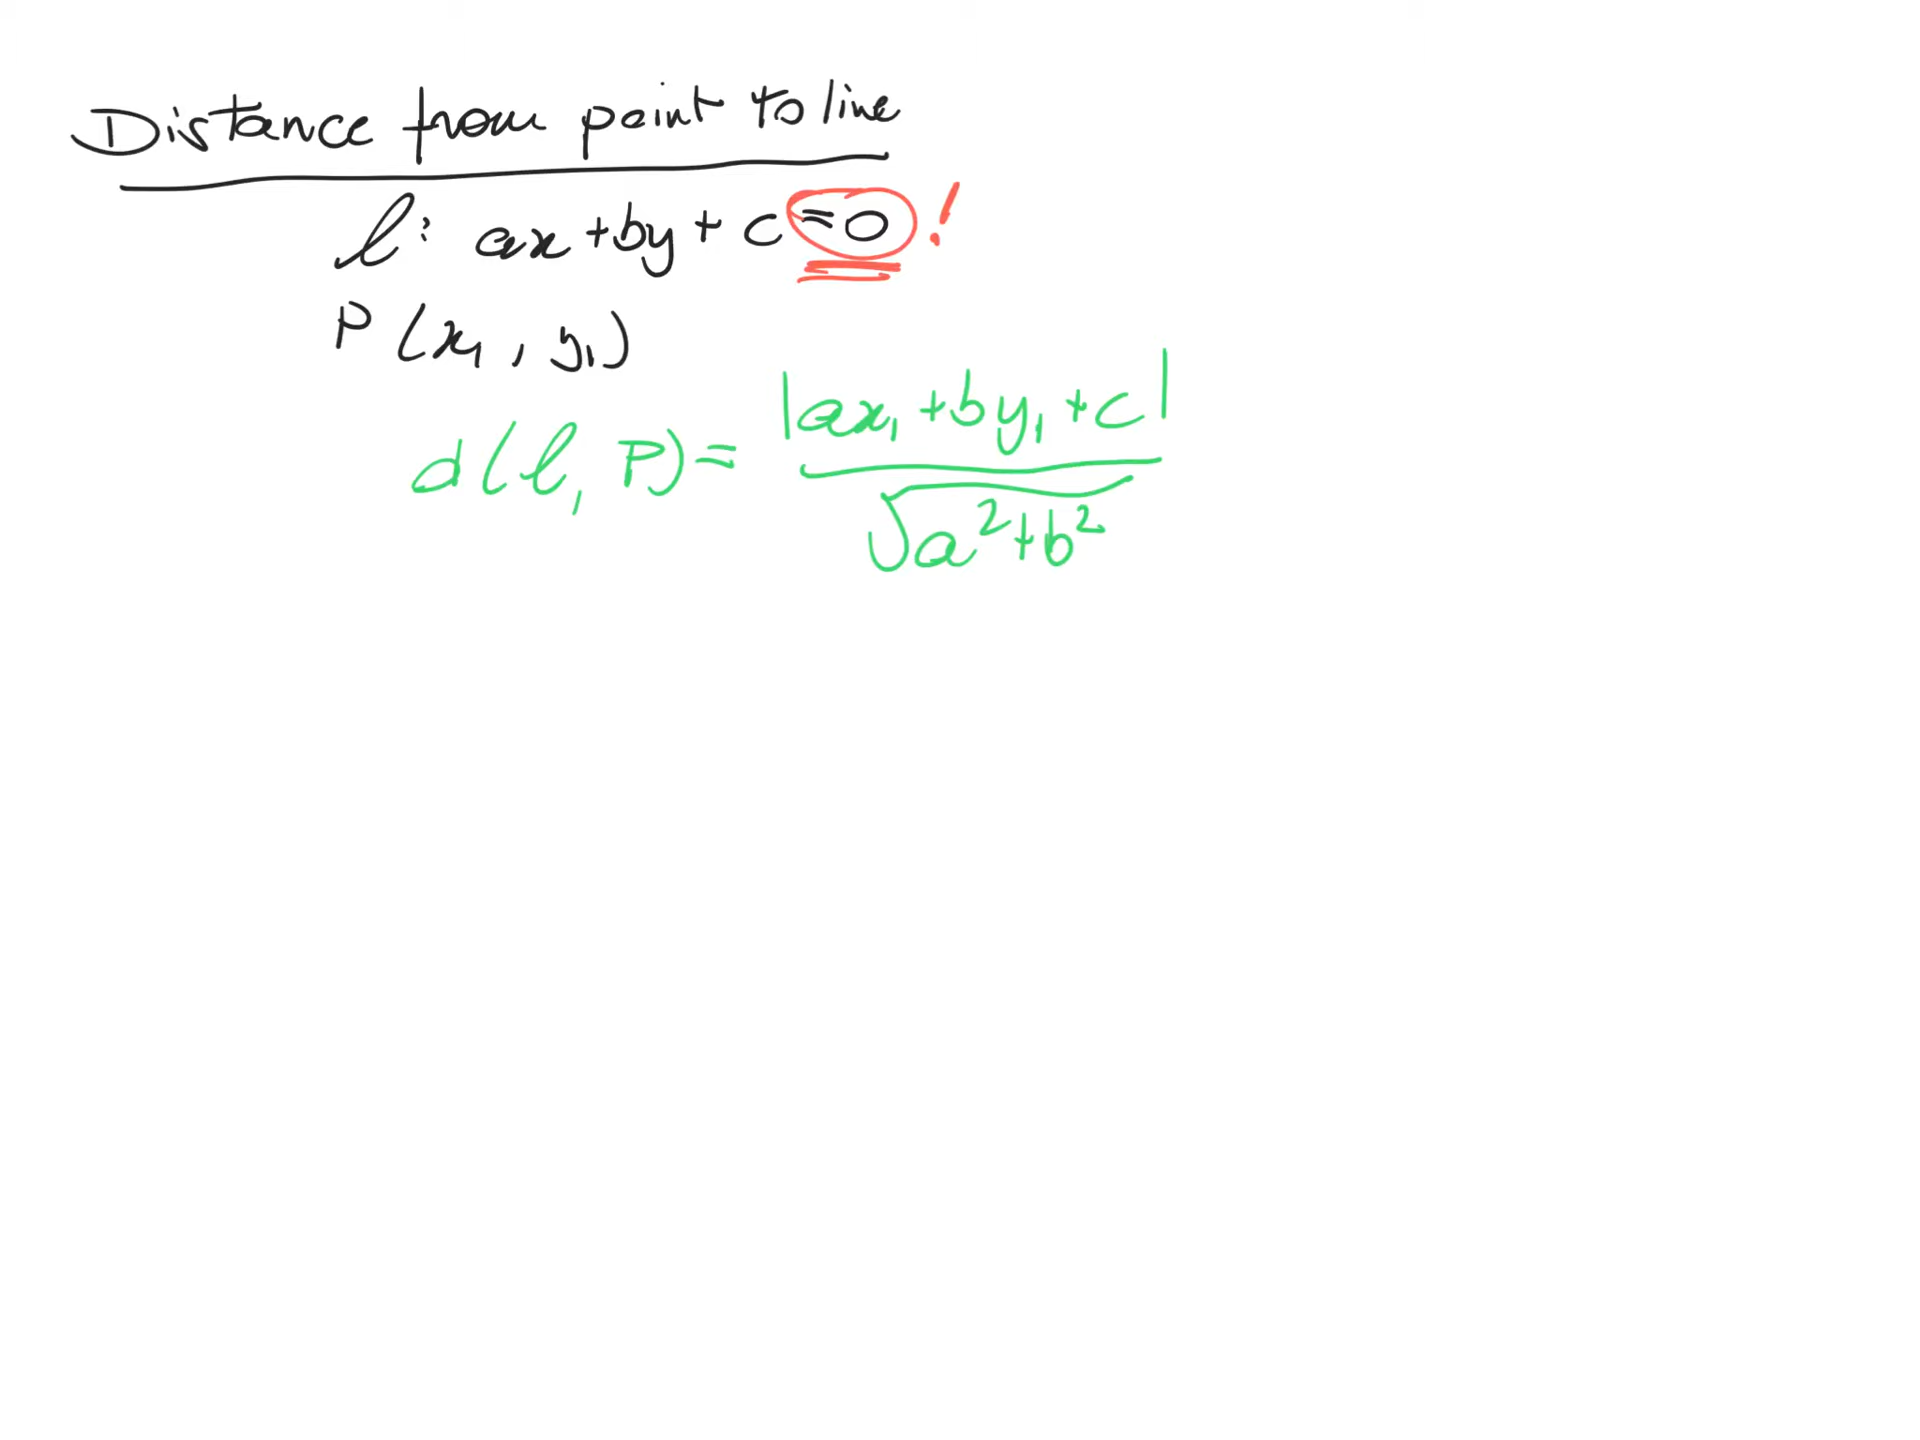 Distance from point to line
l: ax + by + c = 0 !
P (x₁, y₁)
d(l, P) = |ax₁ + by₁ + c| / √(a² + b²)